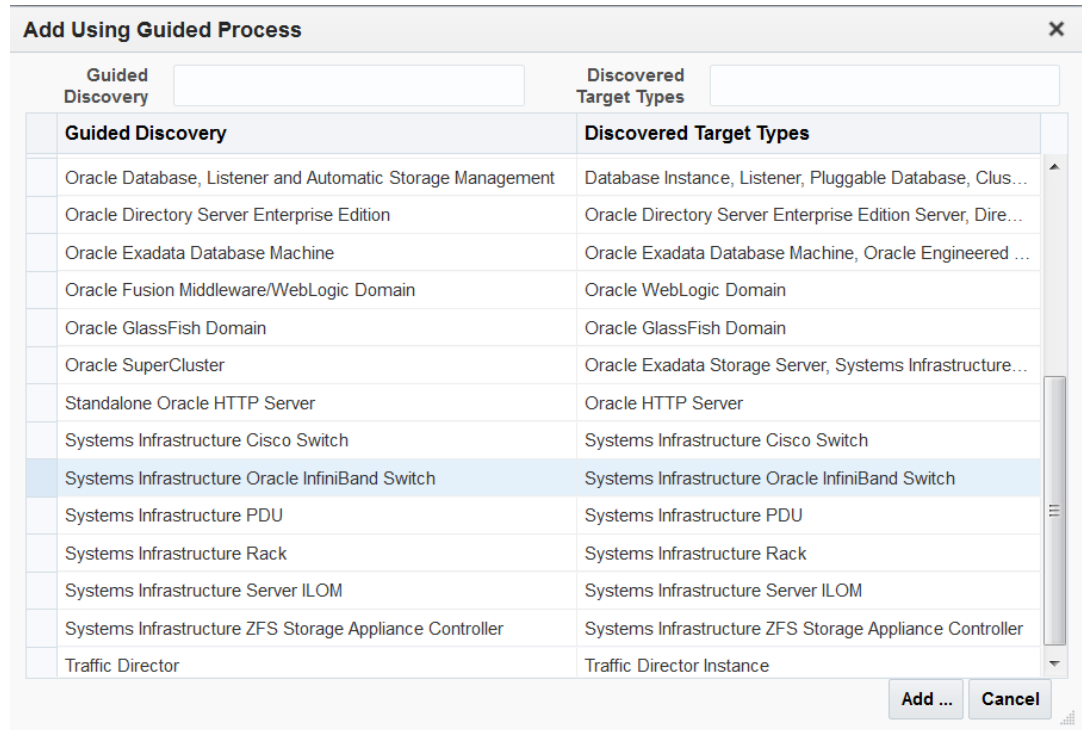 Add Using Guided Process
Guided
Discovery
Discovered
Target Types
Guided Discovery Discovered Target Types
Oracle Database, Listener and Automatic Storage Management Database Instance, Listener, Pluggable Database, Clus...
Oracle Directory Server Enterprise Edition Oracle Directory Server Enterprise Edition Server, Dire...
Oracle Exadata Database Machine Oracle Exadata Database Machine, Oracle Engineered ...
Oracle Fusion Middleware/WebLogic Domain Oracle WebLogic Domain
Oracle GlassFish Domain Oracle GlassFish Domain
Oracle SuperCluster Oracle Exadata Storage Server, Systems Infrastructure...
Standalone Oracle HTTP Server Oracle HTTP Server
Systems Infrastructure Cisco Switch Systems Infrastructure Cisco Switch
Systems Infrastructure Oracle InfiniBand Switch Systems Infrastructure Oracle InfiniBand Switch
Systems Infrastructure PDU Systems Infrastructure PDU
Systems Infrastructure Rack Systems Infrastructure Rack
Systems Infrastructure Server ILOM Systems Infrastructure Server ILOM
Systems Infrastructure ZFS Storage Appliance Controller Systems Infrastructure ZFS Storage Appliance Controller
Traffic Director Traffic Director Instance
Add ... Cancel